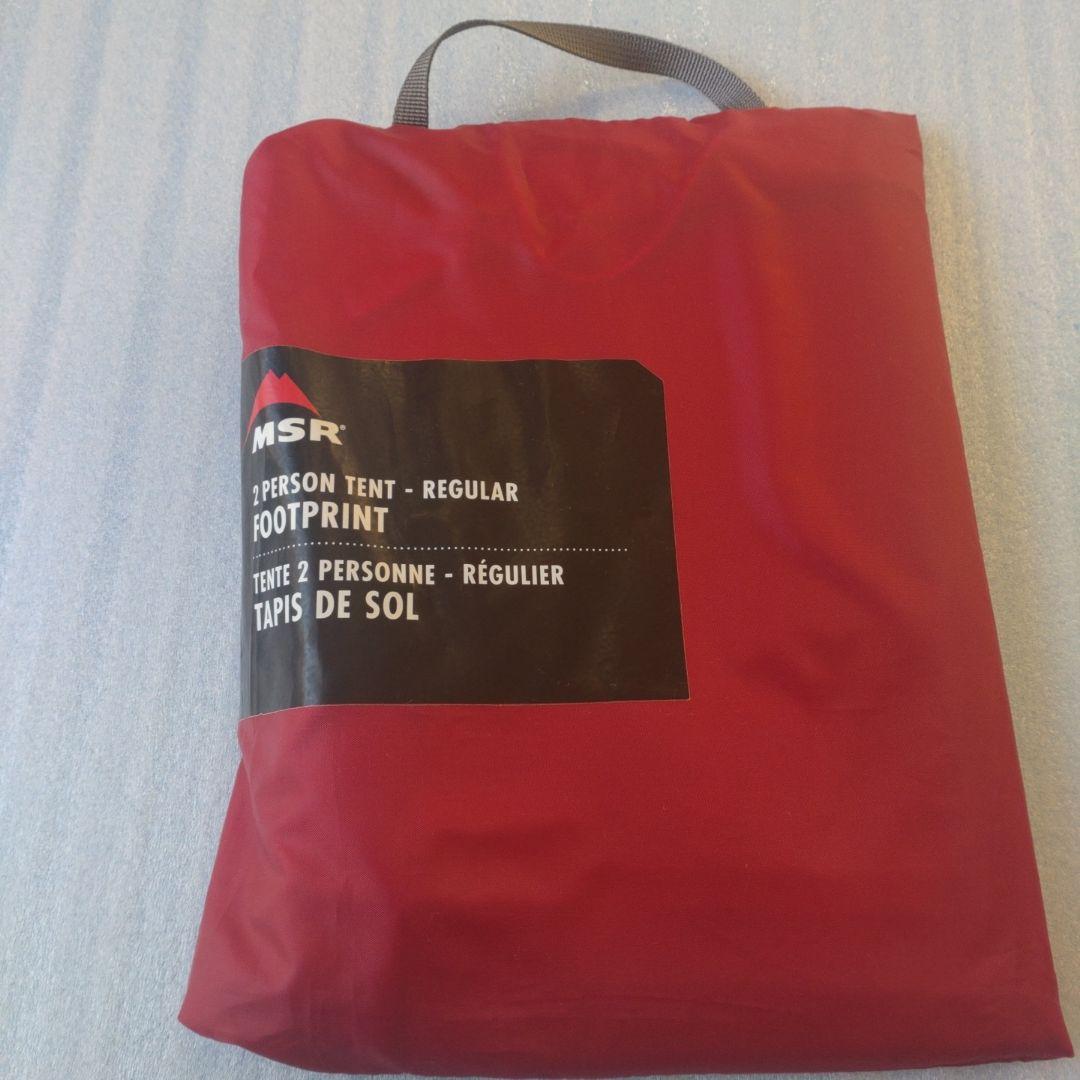 MSR®
2 PERSON TENT - REGULAR
FOOTPRINT
TENTE 2 PERSONNE - RÉGULIER
TAPIS DE SOL